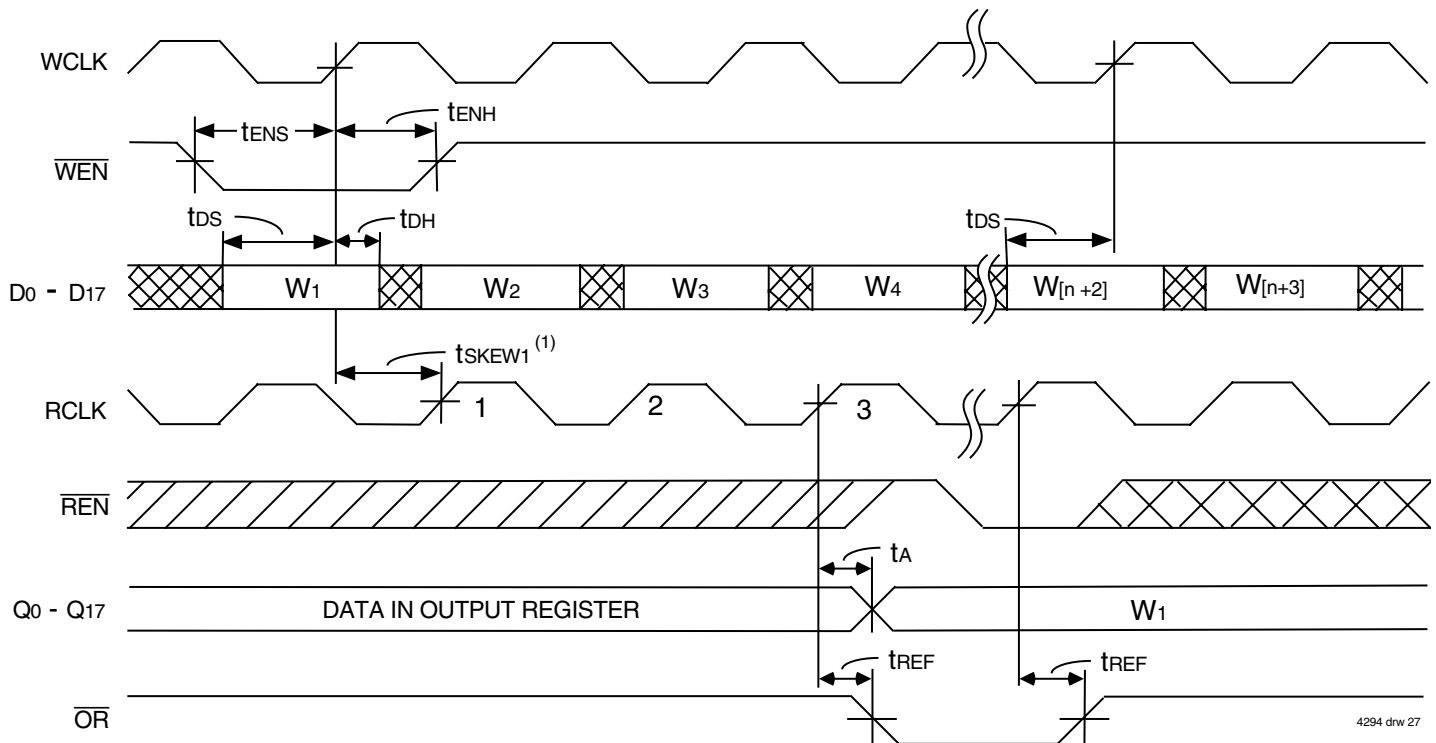 WCLK
tENS
tENH
WEN
tDS
tDH
tDS
D0 - D17
W1
W2
W3
W4
W[n +2]
W[n+3]
tSKEW1 (1)
RCLK
1
2
3
REN
tA
Q0 - Q17
DATA IN OUTPUT REGISTER
W1
tREF
tREF
OR
4294 drw 27